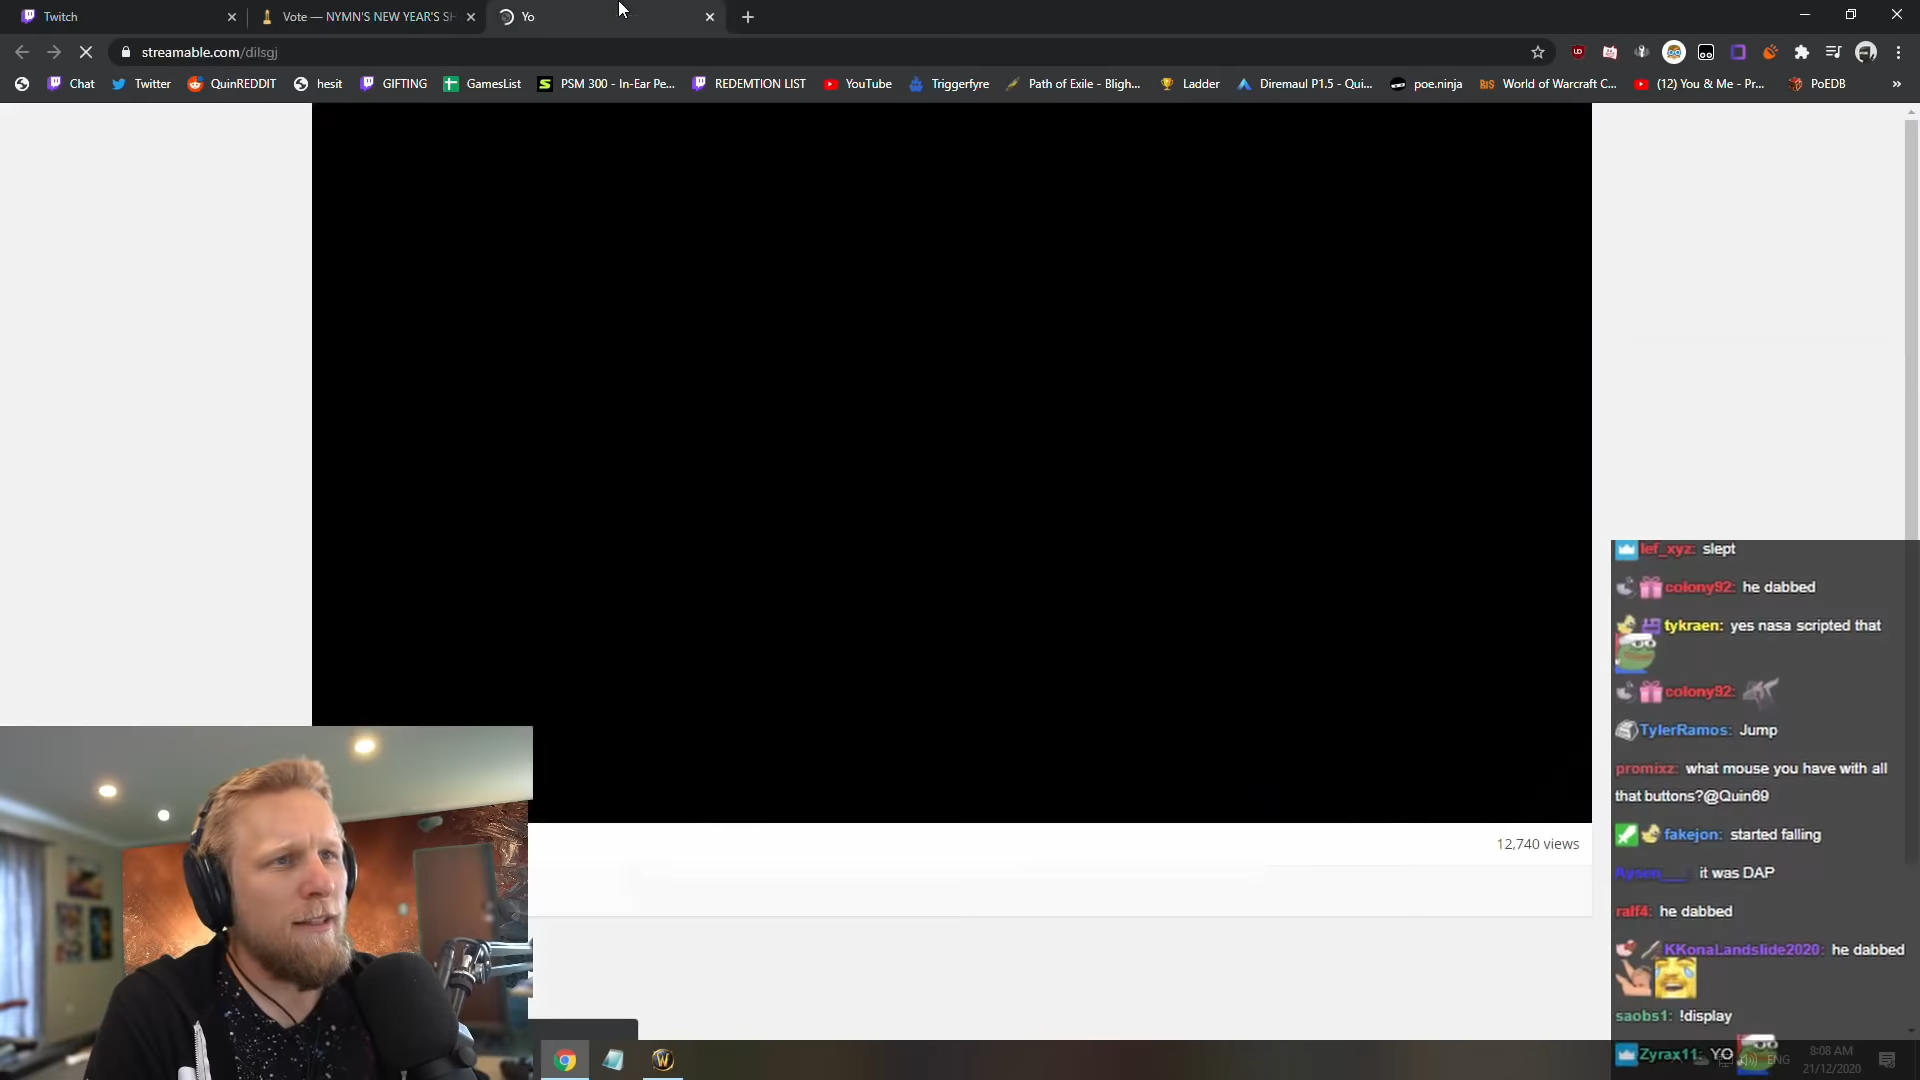 Twitch
Vote — NYMN'S NEW YEAR'S SH
Yo
streamable.com/dilsgj
Chat
Twitter
QuinREDDIT
hesit
GIFTING
GamesList
PSM 300 - In-Ear Pe...
REDEMTION LIST
YouTube
Triggerfyre
Path of Exile - Bligh...
Ladder
Diremaul P1.5 - Qui...
poe.ninja
BIS
World of Warcraft C...
(12) You & Me - Pr...
PoEDB
»
12,740 views
lef_xyz: slept
colony92: he dabbed
tykraen: yes nasa scripted that
colony92:
TylerRamos: Jump
promixz: what mouse you have with all
that buttons?@Quin69
fakejon: started falling
Aysen___: it was DAP
ralf4: he dabbed
KKonaLandslide2020: he dabbed
saobs1: !display
Zyrax11: YO
ENG
8:08 AM
21/12/2020